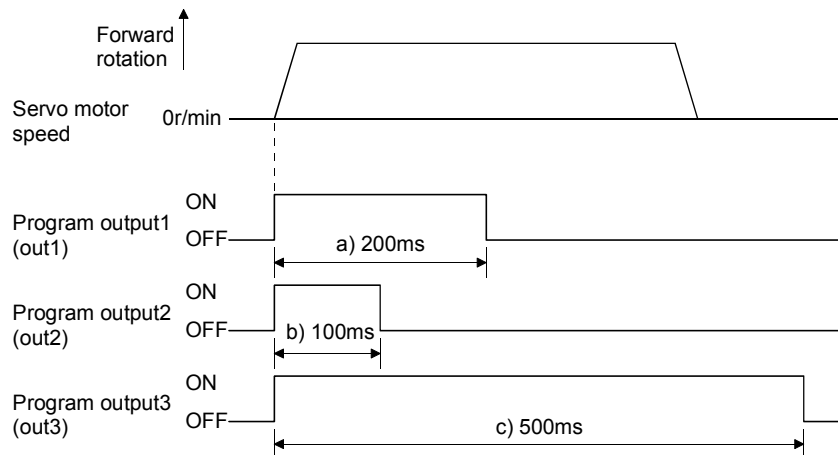 Forward
rotation
Servo motor
speed
0r/min
Program output1
(out1)
ON
OFF
a) 200ms
Program output2
(out2)
ON
OFF
b) 100ms
Program output3
(out3)
ON
OFF
c) 500ms